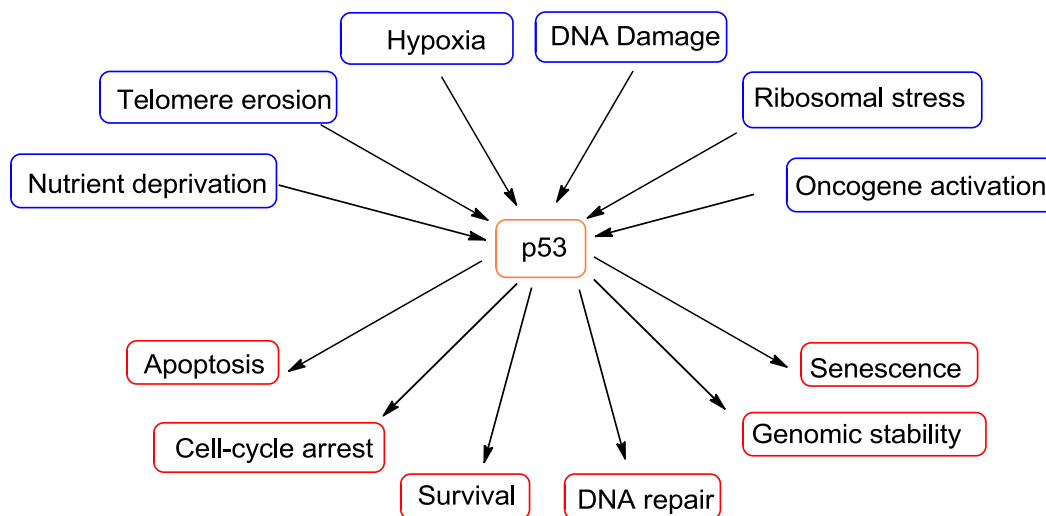 Hypoxia
DNA Damage
Telomere erosion
Ribosomal stress
Nutrient deprivation
Oncogene activation
p53
Apoptosis
Senescence
Cell-cycle arrest
Genomic stability
Survival
DNA repair